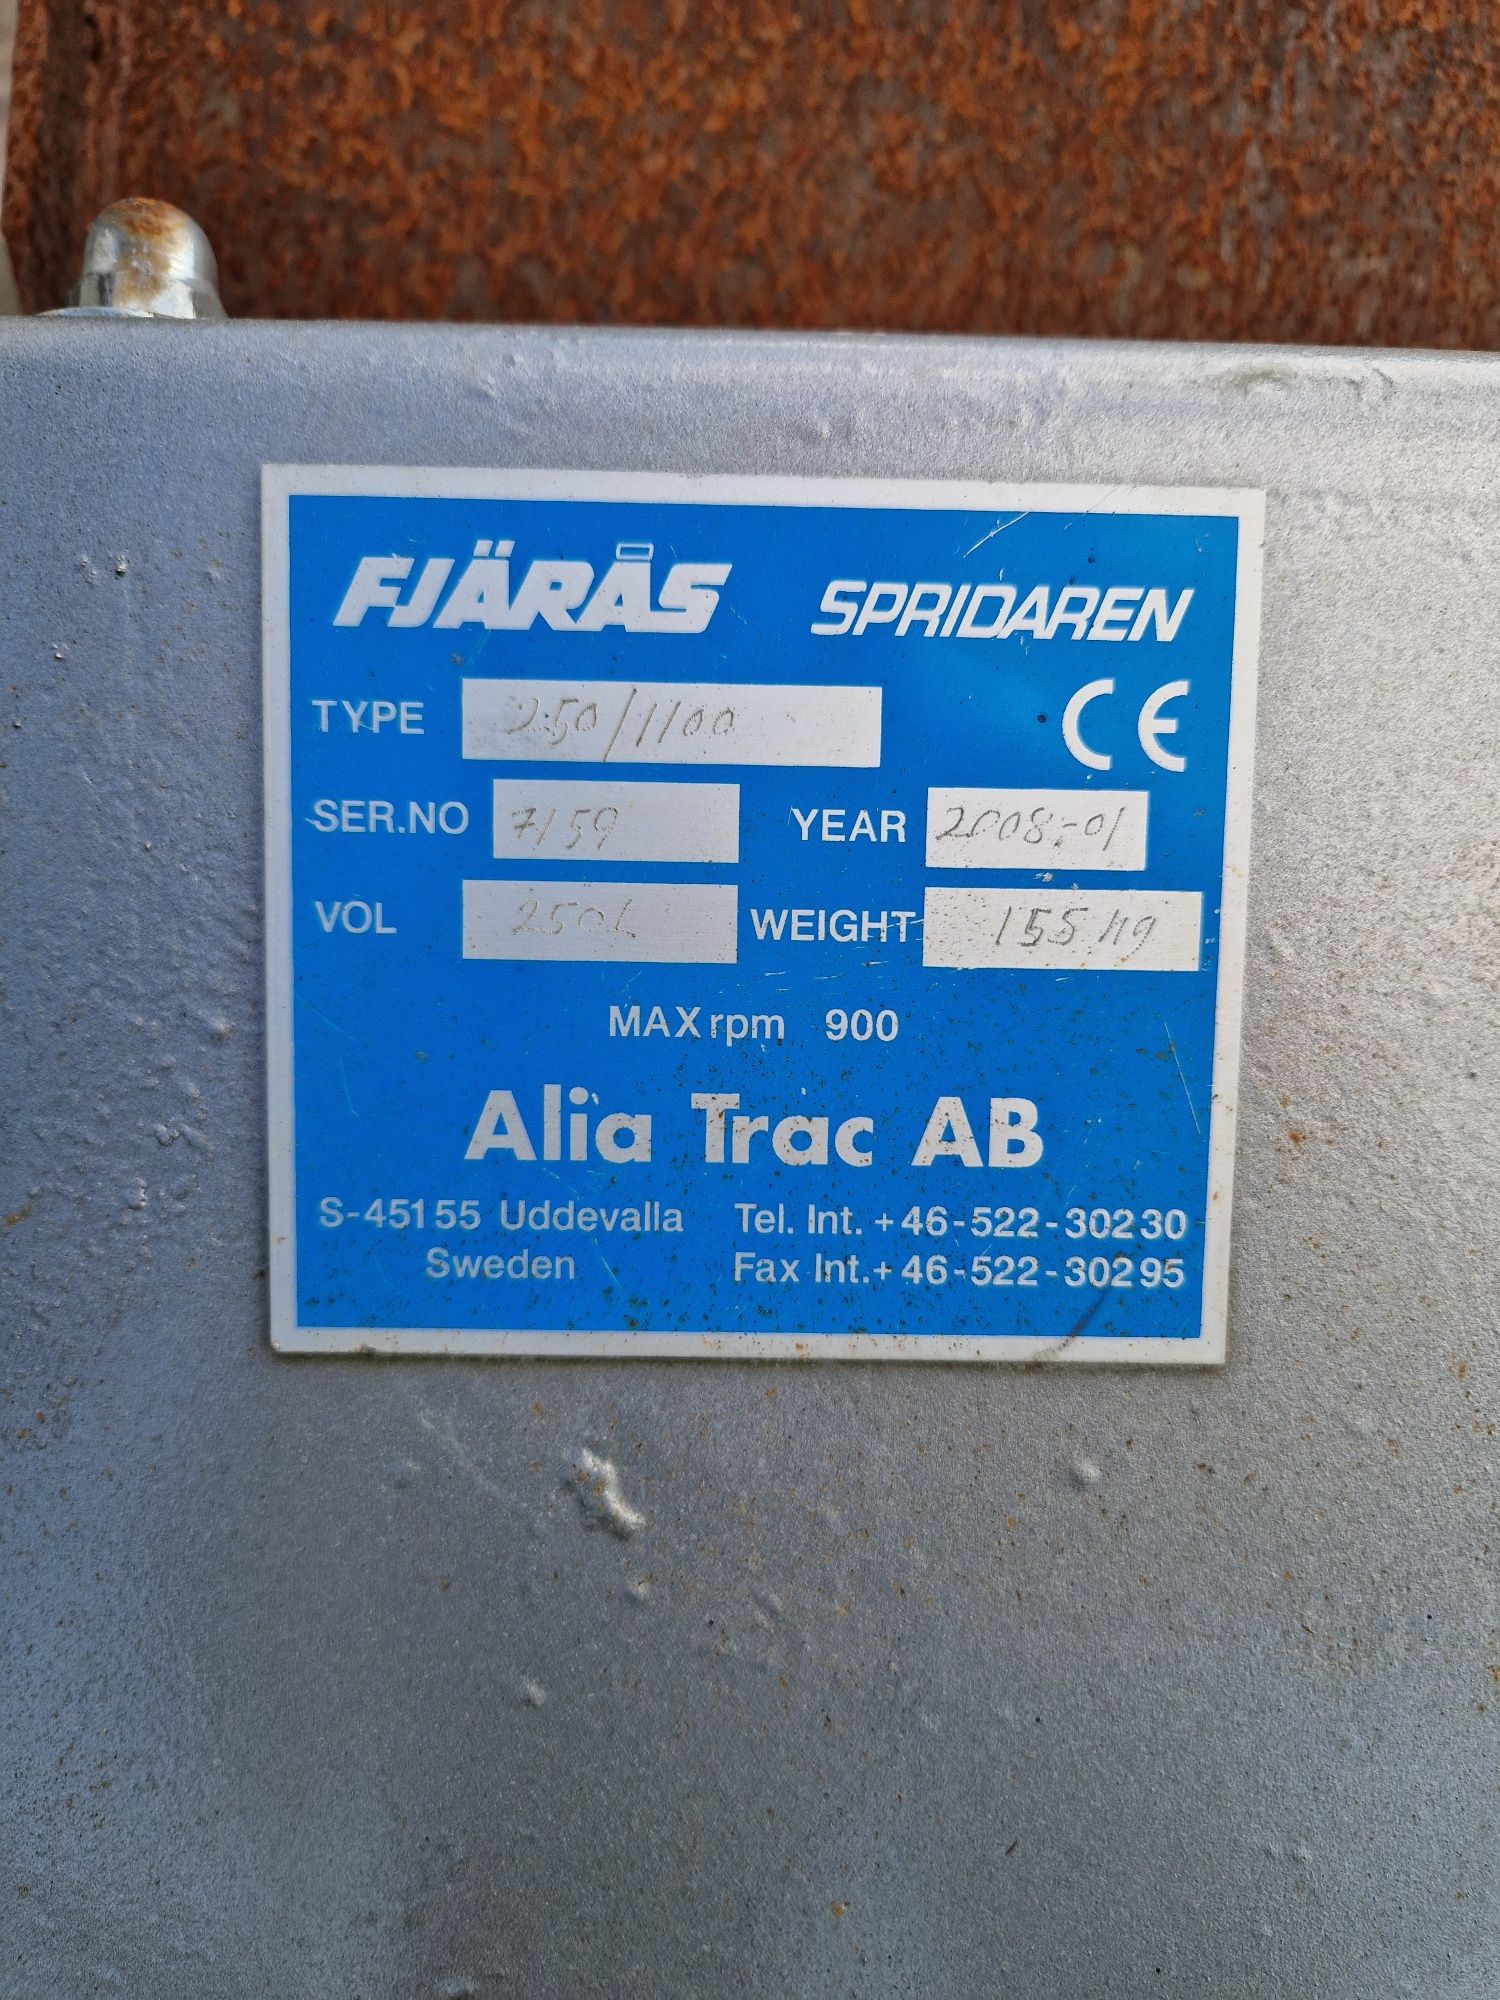 FJÄRÅS SPRIDAREN
TYPE 250/1100 CE
SER.NO 7159 YEAR 2008-01
VOL 250L WEIGHT 155 kg
MAX rpm 900
Alia Trac AB
S-451 55 Uddevalla Tel. Int. +46-522-302 30
Sweden Fax Int.+46-522-302 95